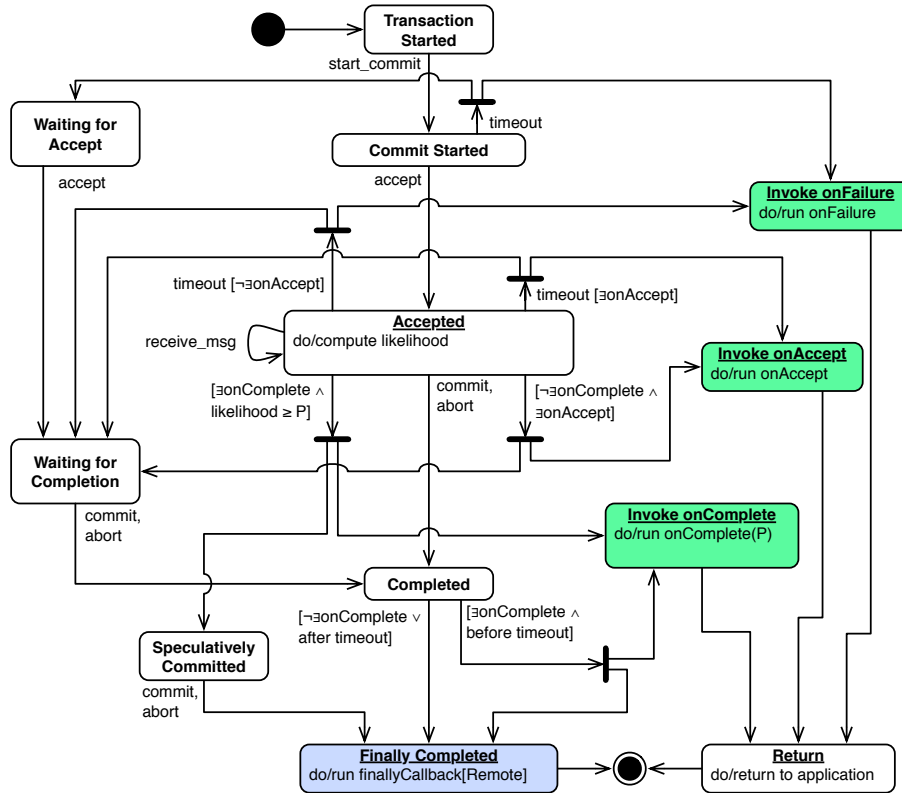 Transaction
Started
start_commit
timeout
Waiting for
Accept
Commit Started
accept
accept
Invoke onFailure
do/run onFailure
timeout [¬∃onAccept]
timeout [∃onAccept]
Accepted
do/compute likelihood
receive_msg
Invoke onAccept
do/run onAccept
[∃onComplete ∧
likelihood ≥ P]
commit,
abort
[¬∃onComplete ∧
∃onAccept]
Waiting for
Completion
commit,
abort
Invoke onComplete
do/run onComplete(P)
Completed
[¬∃onComplete ∨
after timeout]
[∃onComplete ∧
before timeout]
Speculatively
Committed
commit,
abort
Finally Completed
do/run finallyCallback[Remote]
Return
do/return to application